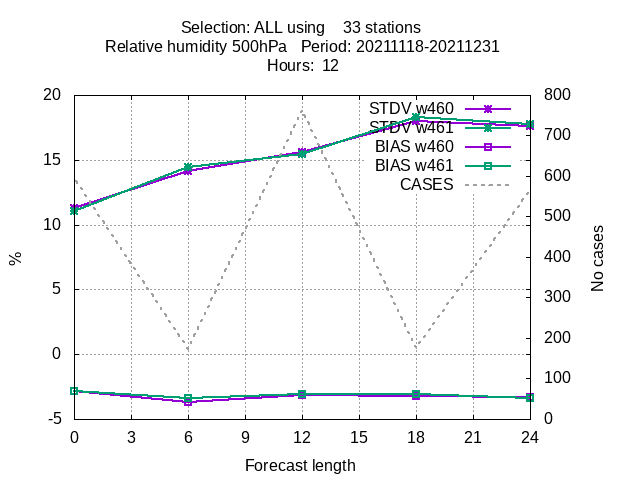 Selection: ALL using    33 stations
Relative humidity 500hPa   Period: 20211118-20211231
Hours:  12
20
15
10
5
0
-5
%
STDV w460
STDV w461
BIAS w460
BIAS w461
CASES
800
700
600
500
400
300
200
100
0
No cases
0 3 6 9 12 15 18 21 24
Forecast length